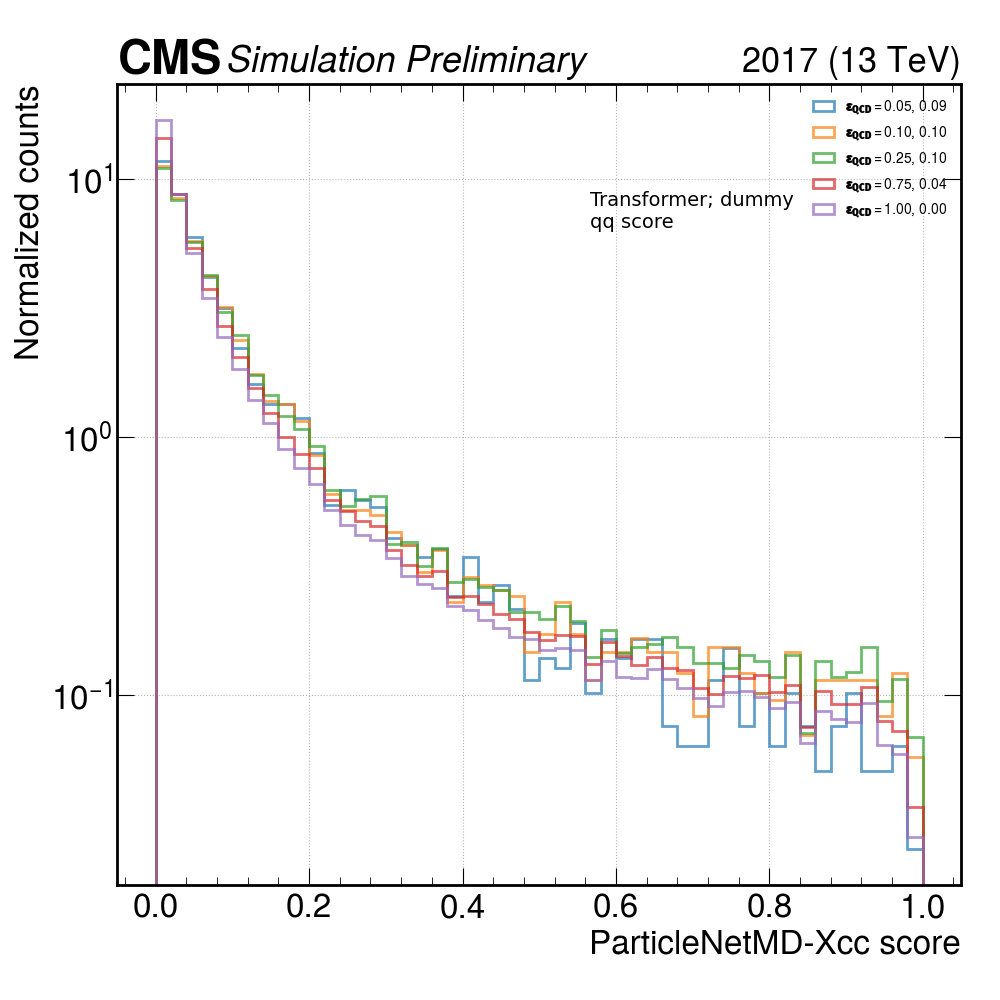 CMS Simulation Preliminary 2017 (13 TeV)
Normalized counts
εQCD = 0.05, 0.09
εQCD = 0.10, 0.10
εQCD = 0.25, 0.10
εQCD = 0.75, 0.04
εQCD = 1.00, 0.00
Transformer; dummy
qq score
10¹
10⁰
10⁻¹
0.0 0.2 0.4 0.6 0.8 1.0
ParticleNetMD-Xcc score